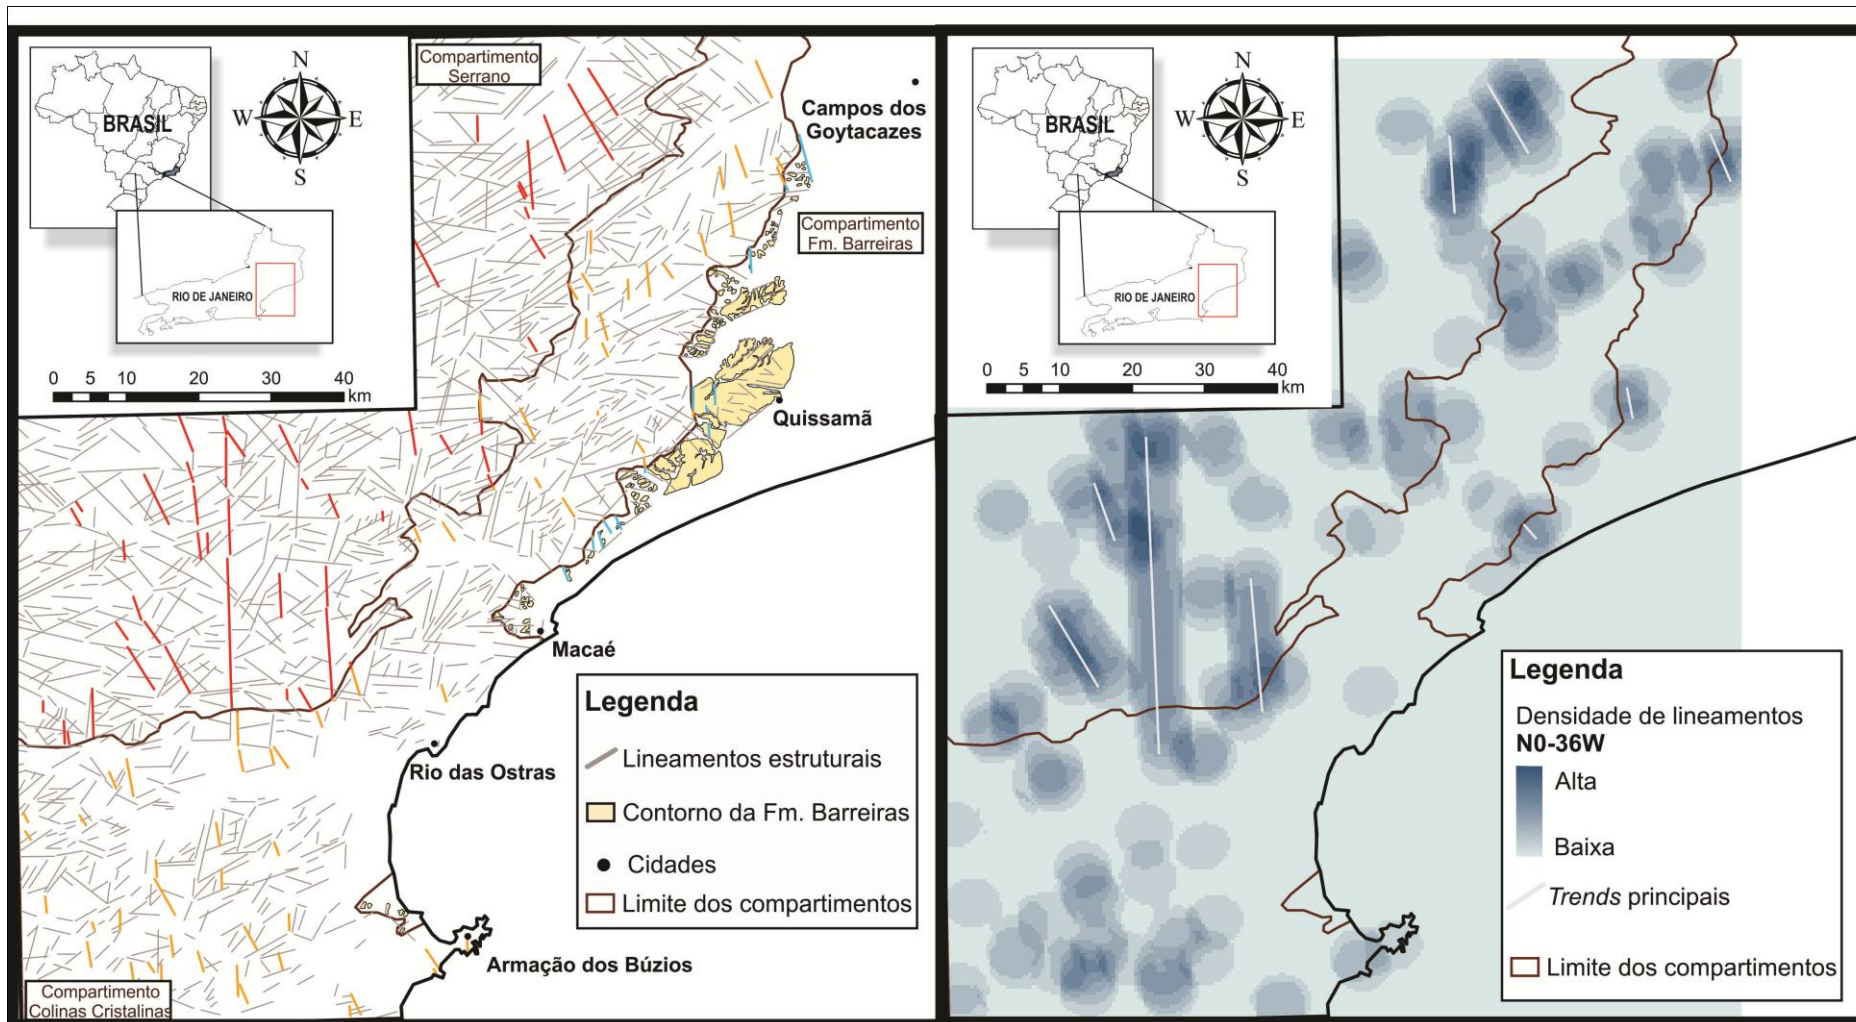 BRASIL
N
W
E
S
RIO DE JANEIRO
0 5 10 20 30 40
km
Compartimento
Serrano
Campos dos
Goytacazes
Compartimento
Fm. Barreiras
Quissamã
Macaé
Rio das Ostras
Armação dos Búzios
Compartimento
Colinas Cristalinas
Legenda
Lineamentos estruturais
Contorno da Fm. Barreiras
Cidades
Limite dos compartimentos
BRASIL
N
W
E
S
RIO DE JANEIRO
0 5 10 20 30 40
km
Legenda
Densidade de lineamentos
N0-36W
Alta
Baixa
Trends principais
Limite dos compartimentos